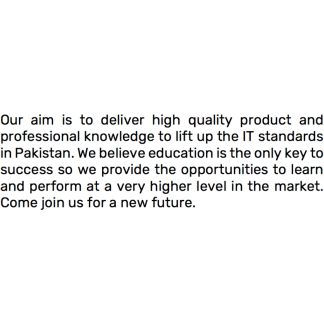 Our aim is to deliver high quality product and
professional knowledge to lift up the IT standards
in Pakistan. We believe education is the only key to
success so we provide the opportunities to learn
and perform at a very higher level in the market.
Come join us for a new future.